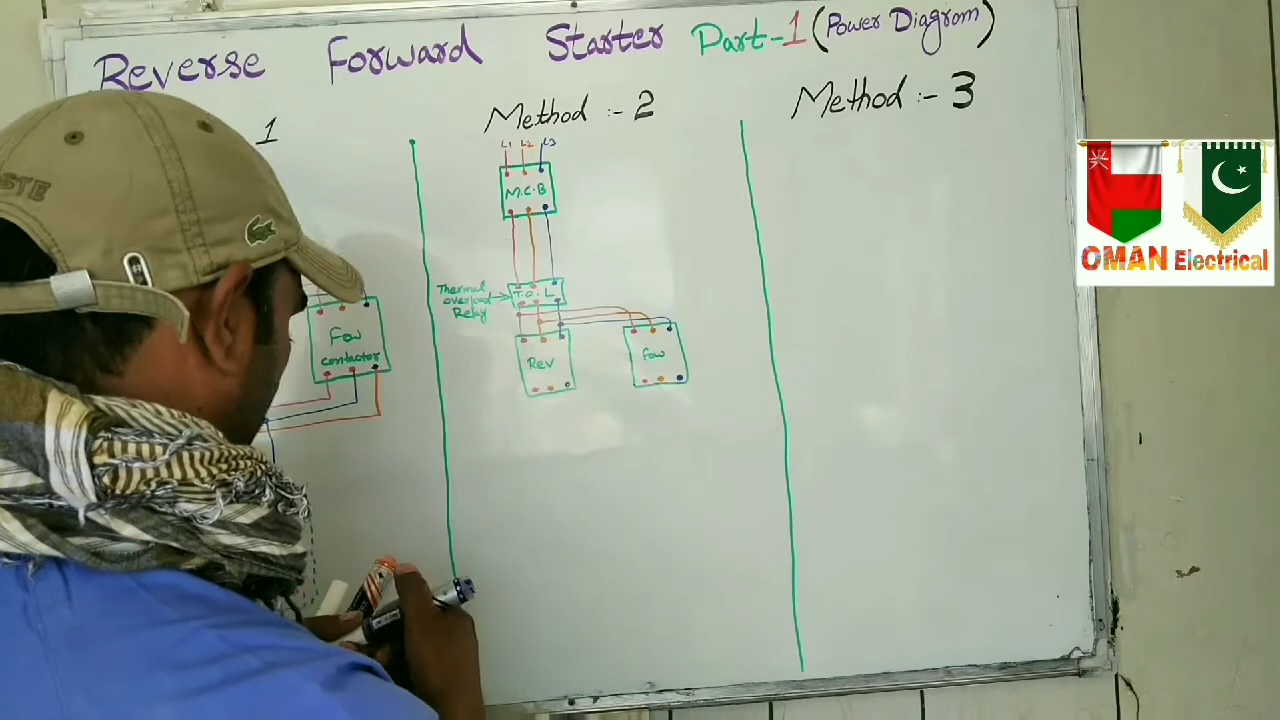 Reverse Forward Starter Part-1 (Power Diagrom)
1
Method :- 2
Method :- 3
L1 L2 L3
M.C.B
Thermal
overload
Relay
T.O.L
Rev
Fow
Fow
contactor
OMAN Electrical